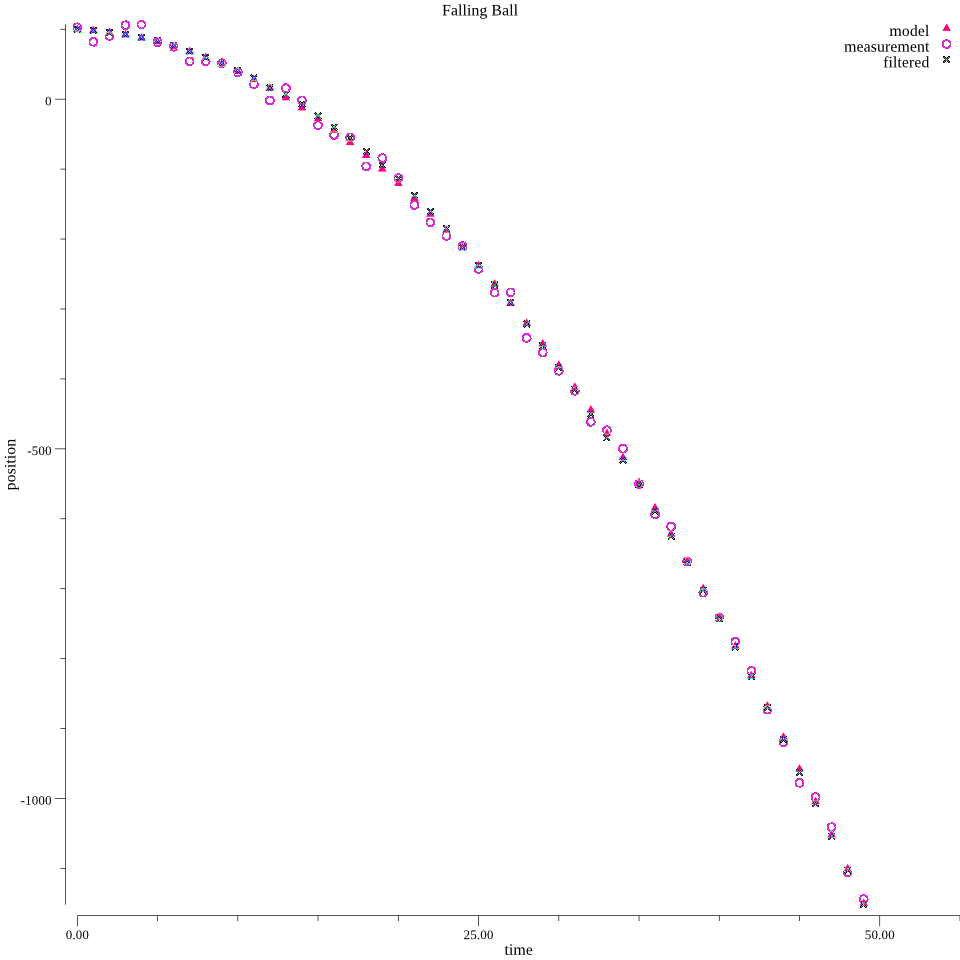 Falling Ball
model
measurement
filtered
0
-500
-1000
position
0.00
25.00
50.00
time